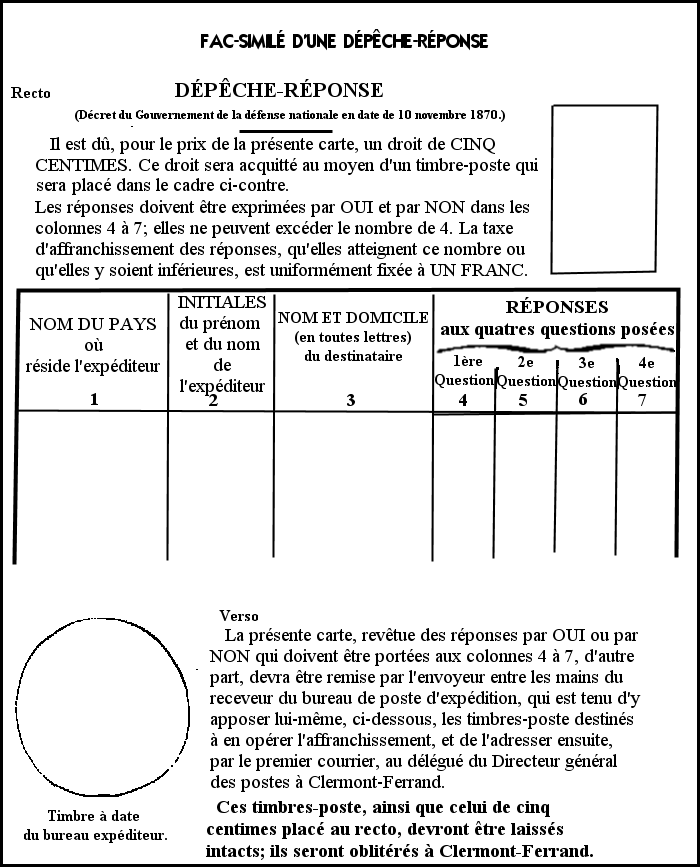 FAC-SIMILÉ D'UNE DÉPÊCHE-RÉPONSE
Recto
DÉPÊCHE-RÉPONSE
(Décret du Gouvernement de la défense nationale en date de 10 novembre 1870.)
Il est dû, pour le prix de la présente carte, un droit de CINQ
CENTIMES. Ce droit sera acquitté au moyen d'un timbre-poste qui
sera placé dans le cadre ci-contre.
Les réponses doivent être exprimées par OUI et par NON dans les
colonnes 4 à 7; elles ne peuvent excéder le nombre de 4. La taxe
d'affranchissement des réponses, qu'elles atteignent ce nombre ou
qu'elles y soient inférieures, est uniformément fixée à UN FRANC.
NOM DU PAYS
où
réside l'expéditeur
1
INITIALES
du prénom
et du nom
de
l'expéditeur
2
NOM ET DOMICILE
(en toutes lettres)
du destinataire
3
RÉPONSES
aux quatres questions posées
1ère
Question
4
2e
Question
5
3e
Question
6
4e
Question
7
Verso
La présente carte, revêtue des réponses par OUI ou par
NON qui doivent être portées aux colonnes 4 à 7, d'autre
part, devra être remise par l'envoyeur entre les mains du
receveur du bureau de poste d'expédition, qui est tenu d'y
apposer lui-même, ci-dessous, les timbres-poste destinés
à en opérer l'affranchissement, et de l'adresser ensuite,
par le premier courrier, au délégué du Directeur général
des postes à Clermont-Ferrand.
Ces timbres-poste, ainsi que celui de cinq
centimes placé au recto, devront être laissés
intacts; ils seront oblitérés à Clermont-Ferrand.
Timbre à date
du bureau expéditeur.